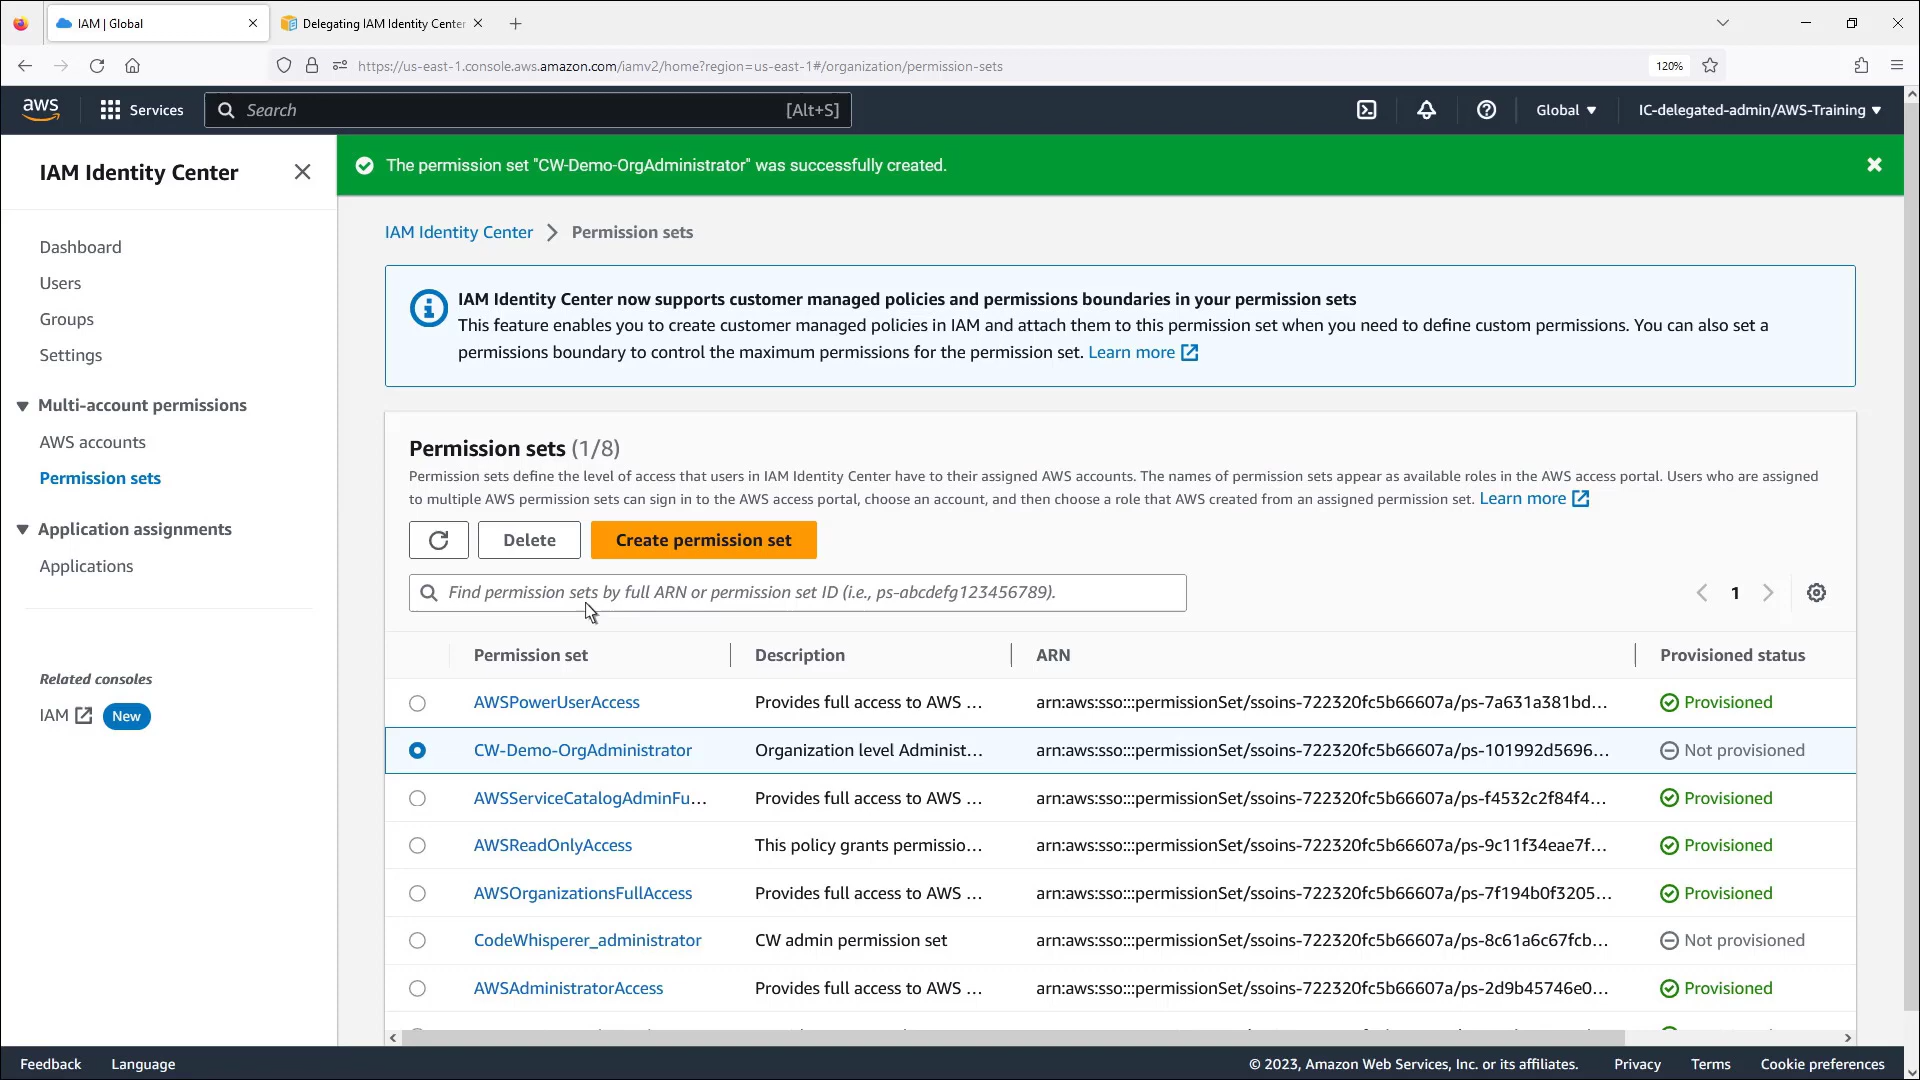 IAM | Global
Delegating IAM Identity Center
https://us-east-1.console.aws.amazon.com/iamv2/home?region=us-east-1#/organization/permission-sets
120%
aws
Services
Search
[Alt+S]
Global
IC-delegated-admin/AWS-Training
IAM Identity Center
The permission set "CW-Demo-OrgAdministrator" was successfully created.
Dashboard
Users
Groups
Settings
Multi-account permissions
AWS accounts
Permission sets
Application assignments
Applications
Related consoles
IAM
New
IAM Identity Center
Permission sets
IAM Identity Center now supports customer managed policies and permissions boundaries in your permission sets
This feature enables you to create customer managed policies in IAM and attach them to this permission set when you need to define custom permissions. You can also set a
permissions boundary to control the maximum permissions for the permission set. Learn more
Permission sets (1/8)
Permission sets define the level of access that users in IAM Identity Center have to their assigned AWS accounts. The names of permission sets appear as available roles in the AWS access portal. Users who are assigned
to multiple AWS permission sets can sign in to the AWS access portal, choose an account, and then choose a role that AWS created from an assigned permission set. Learn more
Delete
Create permission set
Find permission sets by full ARN or permission set ID (i.e., ps-abcdefg123456789).
1
Permission set Description ARN Provisioned status
AWSPowerUserAccess Provides full access to AWS ... arn:aws:sso:::permissionSet/ssoins-722320fc5b66607a/ps-7a631a381bd... Provisioned
CW-Demo-OrgAdministrator Organization level Administ... arn:aws:sso:::permissionSet/ssoins-722320fc5b66607a/ps-101992d5696... Not provisioned
AWSServiceCatalogAdminFu... Provides full access to AWS ... arn:aws:sso:::permissionSet/ssoins-722320fc5b66607a/ps-f4532c2f84f4... Provisioned
AWSReadOnlyAccess This policy grants permissio... arn:aws:sso:::permissionSet/ssoins-722320fc5b66607a/ps-9c11f34eae7f... Provisioned
AWSOrganizationsFullAccess Provides full access to AWS ... arn:aws:sso:::permissionSet/ssoins-722320fc5b66607a/ps-7f194b0f3205... Provisioned
CodeWhisperer_administrator CW admin permission set arn:aws:sso:::permissionSet/ssoins-722320fc5b66607a/ps-8c61a6c67fcb... Not provisioned
AWSAdministratorAccess Provides full access to AWS ... arn:aws:sso:::permissionSet/ssoins-722320fc5b66607a/ps-2d9b45746e0... Provisioned
Feedback
Language
© 2023, Amazon Web Services, Inc. or its affiliates.
Privacy
Terms
Cookie preferences